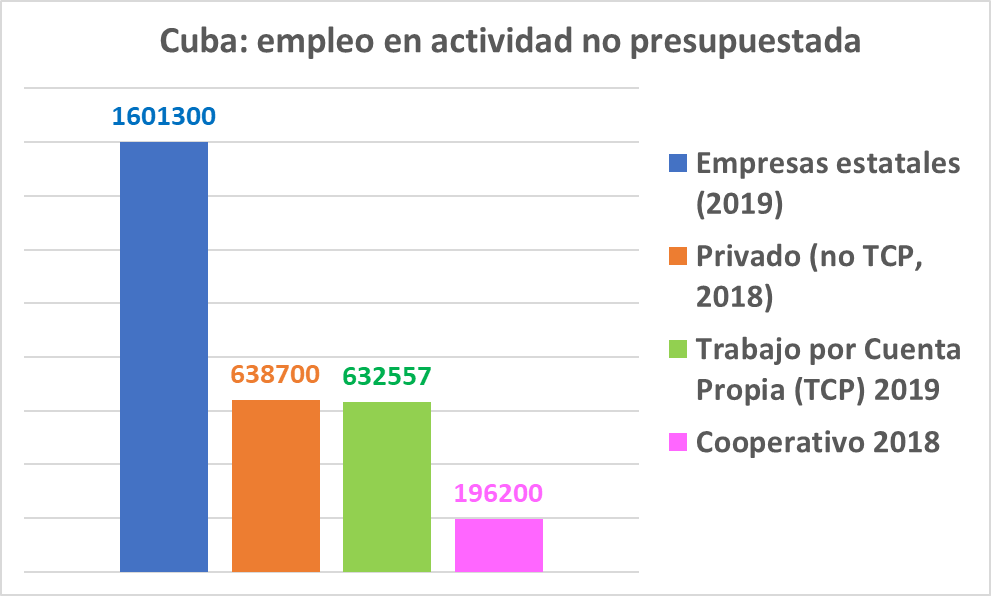 Cuba: empleo en actividad no presupuestada
1601300
638700
632557
196200
Empresas estatales
(2019)
Privado (no TCP,
2018)
Trabajo por Cuenta
Propia (TCP) 2019
Cooperativo 2018